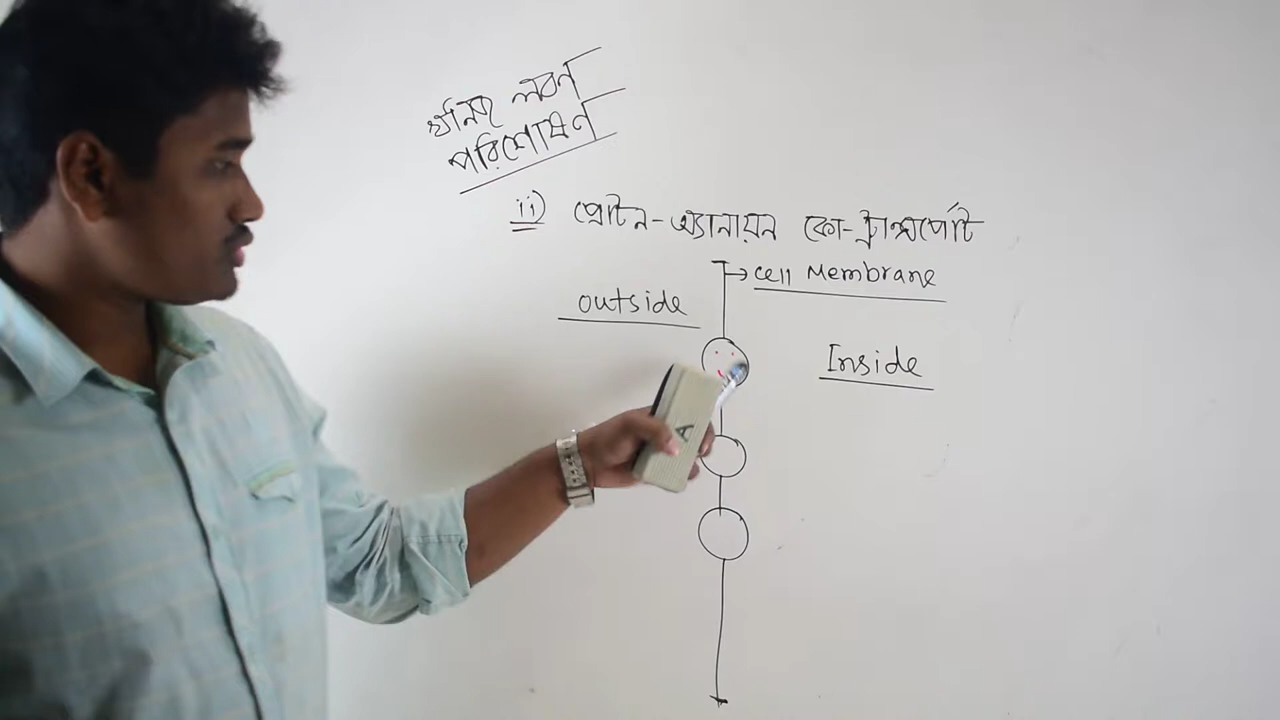 খনিজ লবণ
পরিশোষণ
ii) প্রোটন-অ্যানায়ন কো-ট্রান্সপোর্ট
→ cell Membrane
outside
Inside
A